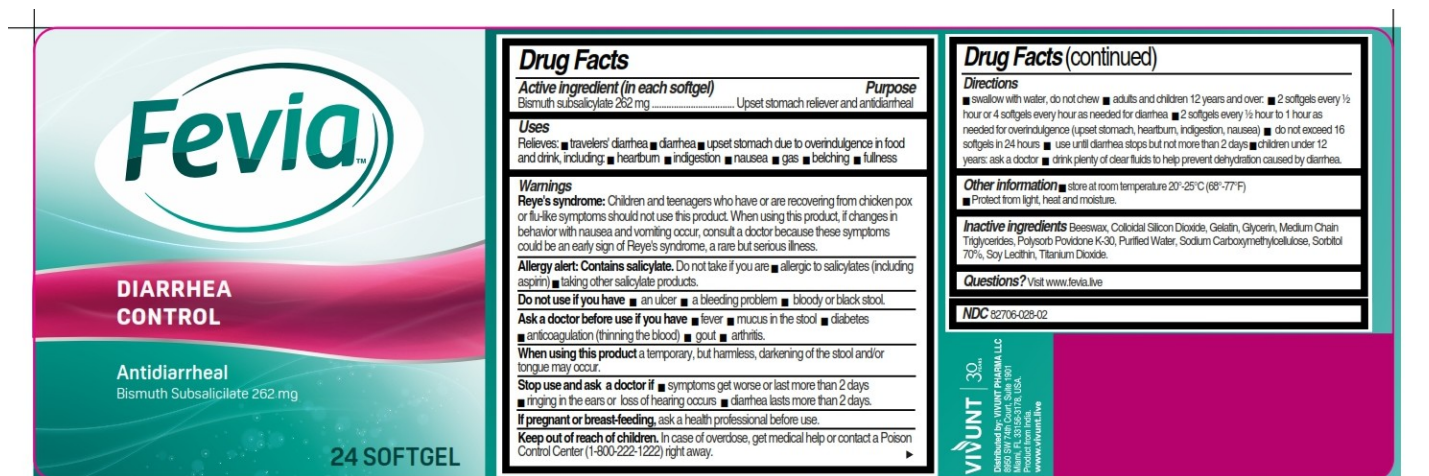 Fevia™
DIARRHEA
CONTROL
Antidiarrheal
Bismuth Subsalicilate 262 mg
24 SOFTGEL
Drug Facts
Active ingredient (in each softgel) Purpose
Bismuth subsalicylate 262 mg .................................. Upset stomach reliever and antidiarrheal
Uses
Relieves: ■ travelers' diarrhea ■ diarrhea ■ upset stomach due to overindulgence in food
and drink, including: ■ heartburn ■ indigestion ■ nausea ■ gas ■ belching ■ fullness
Warnings
Reye's syndrome: Children and teenagers who have or are recovering from chicken pox
or flu-like symptoms should not use this product. When using this product, if changes in
behavior with nausea and vomiting occur, consult a doctor because these symptoms
could be an early sign of Reye's syndrome, a rare but serious illness.
Allergy alert: Contains salicylate. Do not take if you are ■ allergic to salicylates (including
aspirin) ■ taking other salicylate products.
Do not use if you have ■ an ulcer ■ a bleeding problem ■ bloody or black stool.
Ask a doctor before use if you have ■ fever ■ mucus in the stool ■ diabetes
■ anticoagulation (thinning the blood) ■ gout ■ arthritis.
When using this product a temporary, but harmless, darkening of the stool and/or
tongue may occur.
Stop use and ask a doctor if ■ symptoms get worse or last more than 2 days
■ ringing in the ears or loss of hearing occurs ■ diarrhea lasts more than 2 days.
If pregnant or breast-feeding, ask a health professional before use.
Keep out of reach of children. In case of overdose, get medical help or contact a Poison
Control Center (1-800-222-1222) right away. ►
Drug Facts (continued)
Directions
■ swallow with water, do not chew ■ adults and children 12 years and over: ■ 2 softgels every ½
hour or 4 softgels every hour as needed for diarrhea ■ 2 softgels every ½ hour to 1 hour as
needed for overindulgence (upset stomach, heartburn, indigestion, nausea) ■ do not exceed 16
softgels in 24 hours ■ use until diarrhea stops but not more than 2 days ■ children under 12
years: ask a doctor ■ drink plenty of clear fluids to help prevent dehydration caused by diarrhea.
Other information ■ store at room temperature 20°-25°C (68°-77°F)
■ Protect from light, heat and moisture.
Inactive ingredients Beeswax, Colloidal Silicon Dioxide, Gelatin, Glycerin, Medium Chain
Triglycerides, Polysorb Povidone K-30, Purified Water, Sodium Carboxymethylcellulose, Sorbitol
70%, Soy Lecithin, Titanium Dioxide.
Questions? Visit www.fevia.live
NDC 82706-028-02
VIVUNT 30 YEARS
Distributed by: VIVUNT PHARMA LLC
8950 SW 74th Court, Suite 1901
Miami, FL 33156-3178, USA.
Product from India.
www.vivunt.live